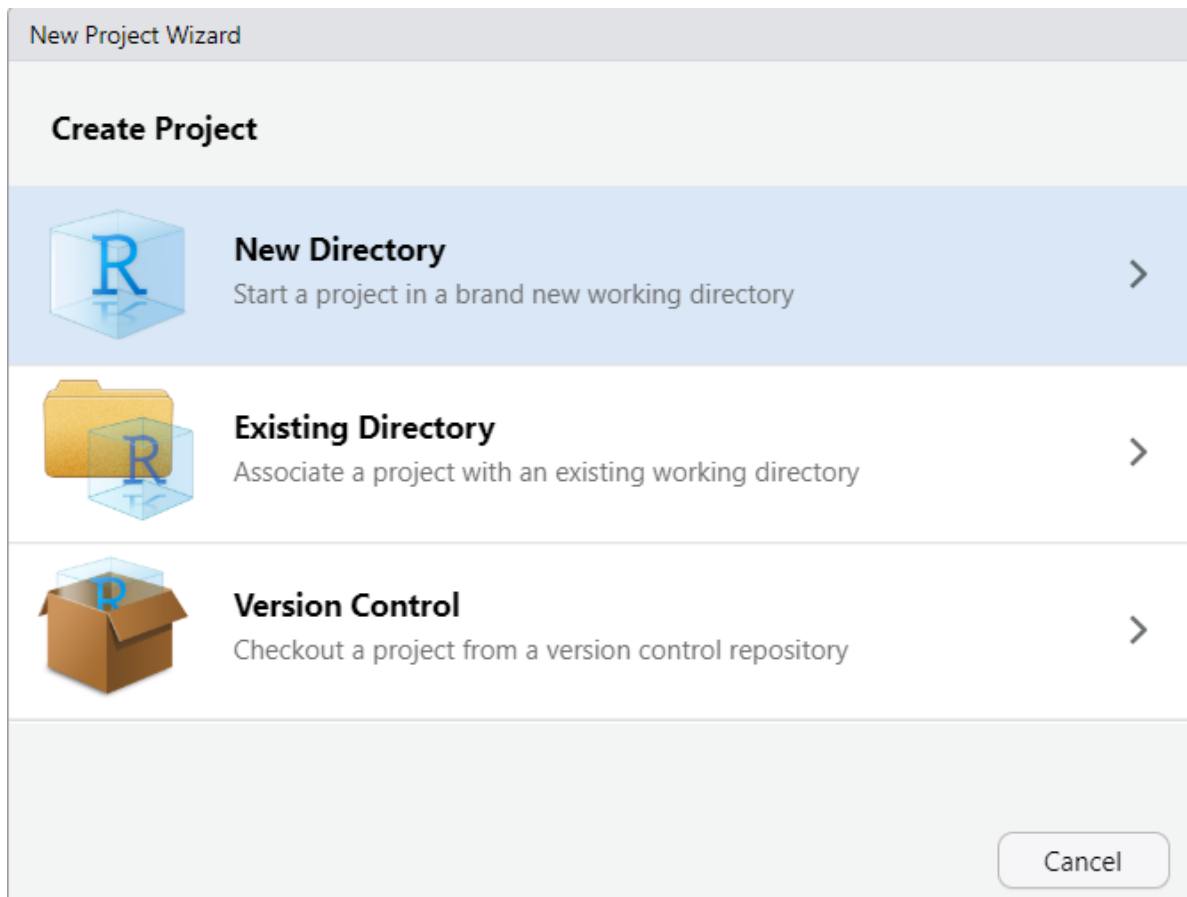 New Project Wizard
Create Project
R
New Directory
Start a project in a brand new working directory
R
Existing Directory
Associate a project with an existing working directory
R
Version Control
Checkout a project from a version control repository
Cancel